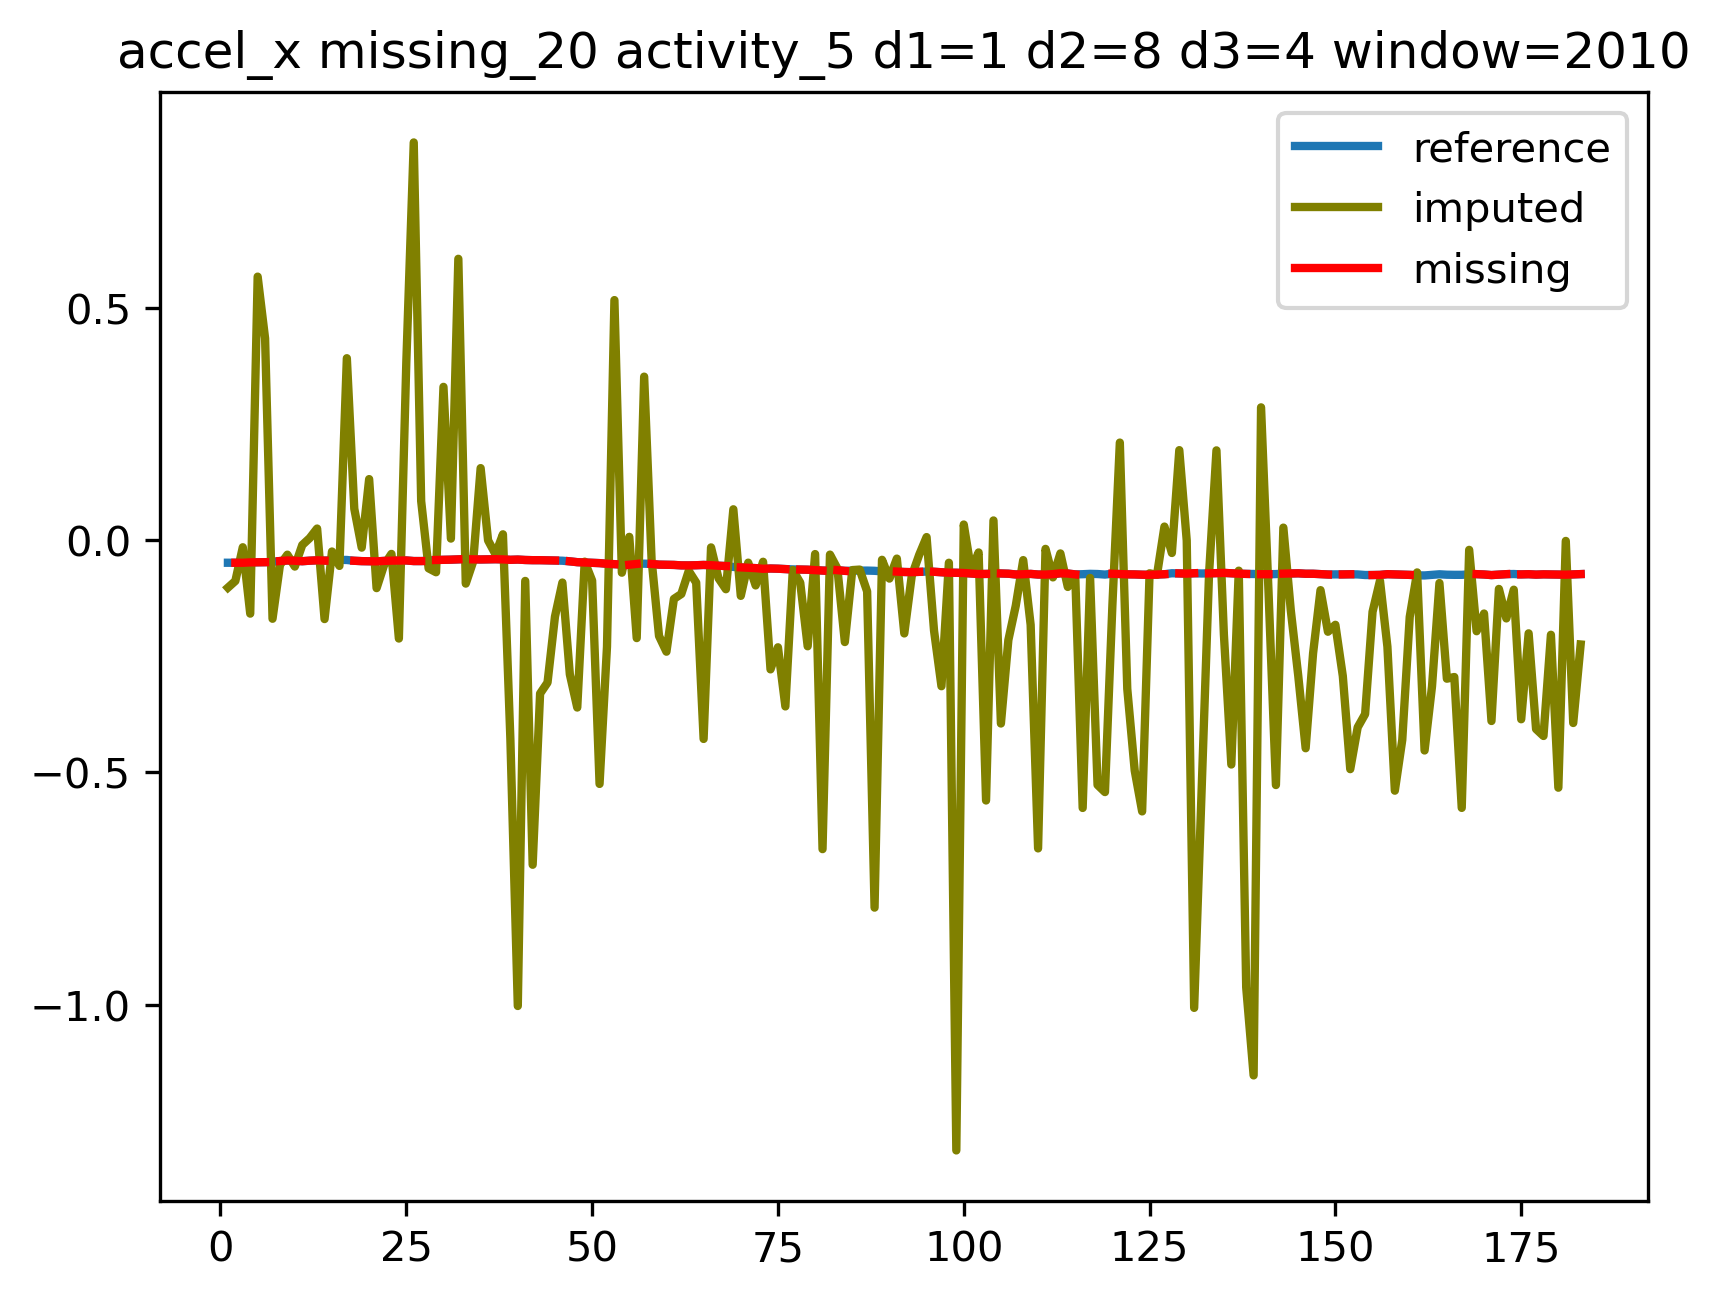 accel_x missing_20 activity_5 d1=1 d2=8 d3=4 window=2010
reference
imputed
missing
0.5
0.0
−0.5
−1.0
0 25 50 75 100 125 150 175